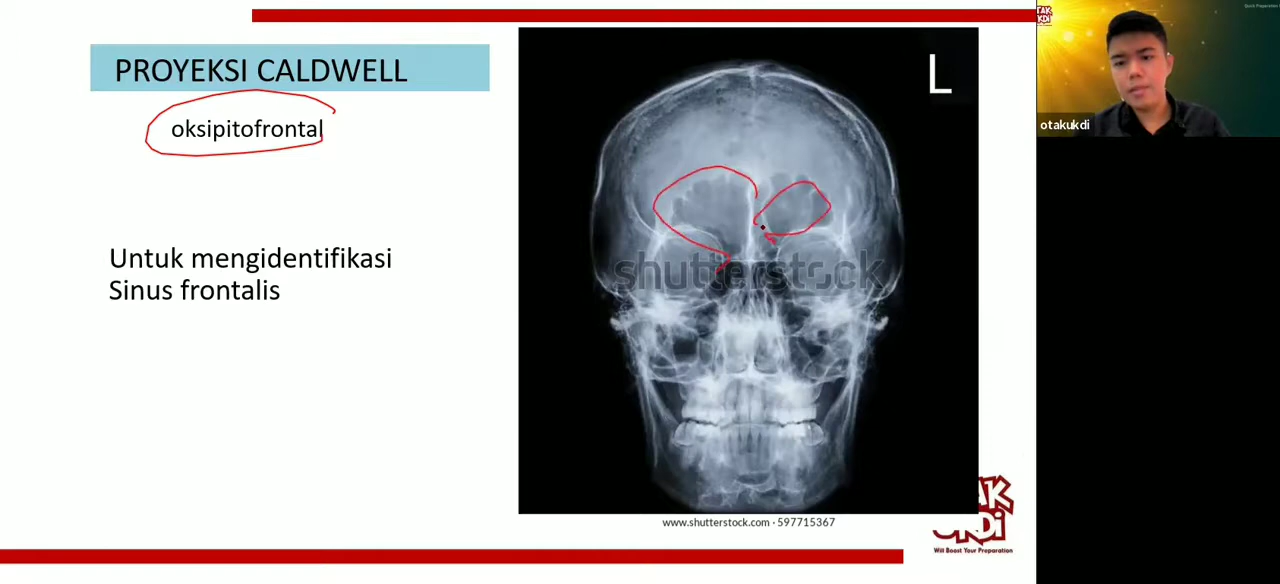 PROYEKSI CALDWELL
oksipitofrontal
Untuk mengidentifikasi
Sinus frontalis
L
shutterstock
www.shutterstock.com · 597715367
Will Boost Your Preparation
otakukdi